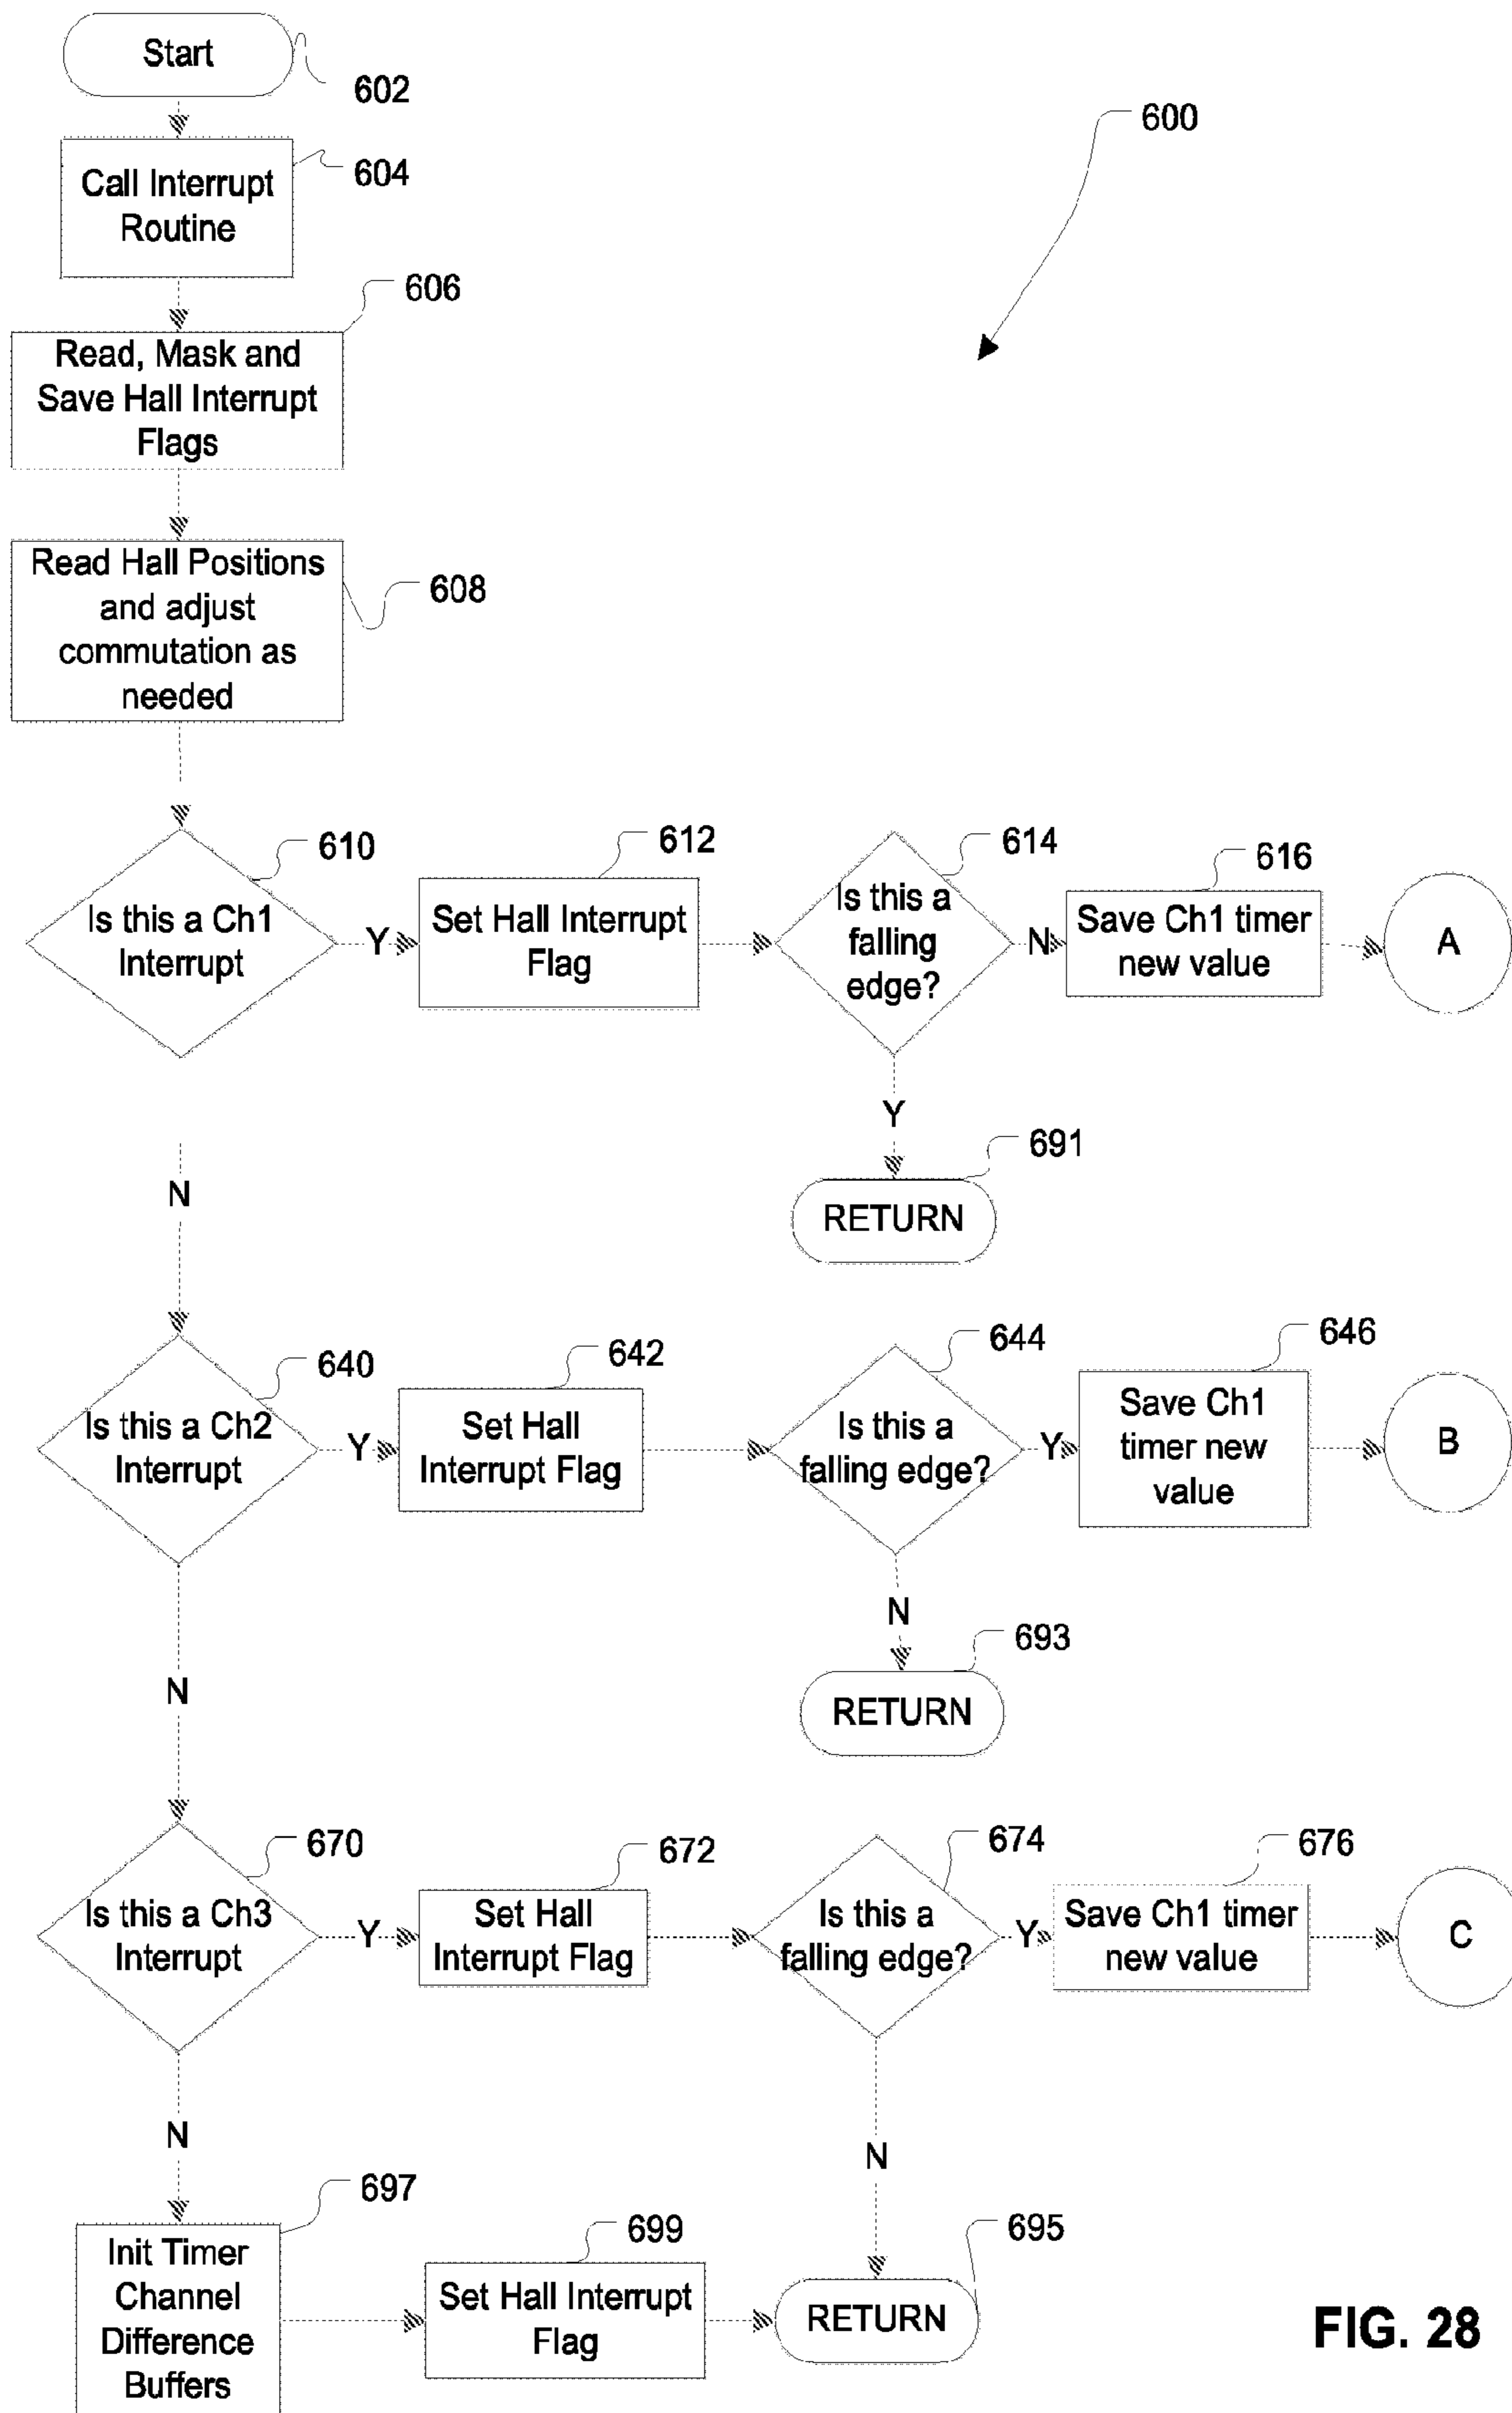 Start
602
600
Call Interrupt
Routine
604
606
Read, Mask and
Save Hall Interrupt
Flags
Read Hall Positions
and adjust
commutation as
needed
608
610
Is this a Ch1
Interrupt
Y
612
Set Hall Interrupt
Flag
614
Is this a
falling
edge?
N
616
Save Ch1 timer
new value
A
Y
691
RETURN
N
640
Is this a Ch2
Interrupt
Y
642
Set Hall
Interrupt Flag
644
Is this a
falling edge?
Y
646
Save Ch1
timer new
value
B
N
693
RETURN
N
670
Is this a Ch3
Interrupt
Y
672
Set Hall
Interrupt Flag
674
Is this a
falling edge?
Y
676
Save Ch1 timer
new value
C
N
N
697
Init Timer
Channel
Difference
Buffers
699
Set Hall Interrupt
Flag
695
RETURN
FIG. 28